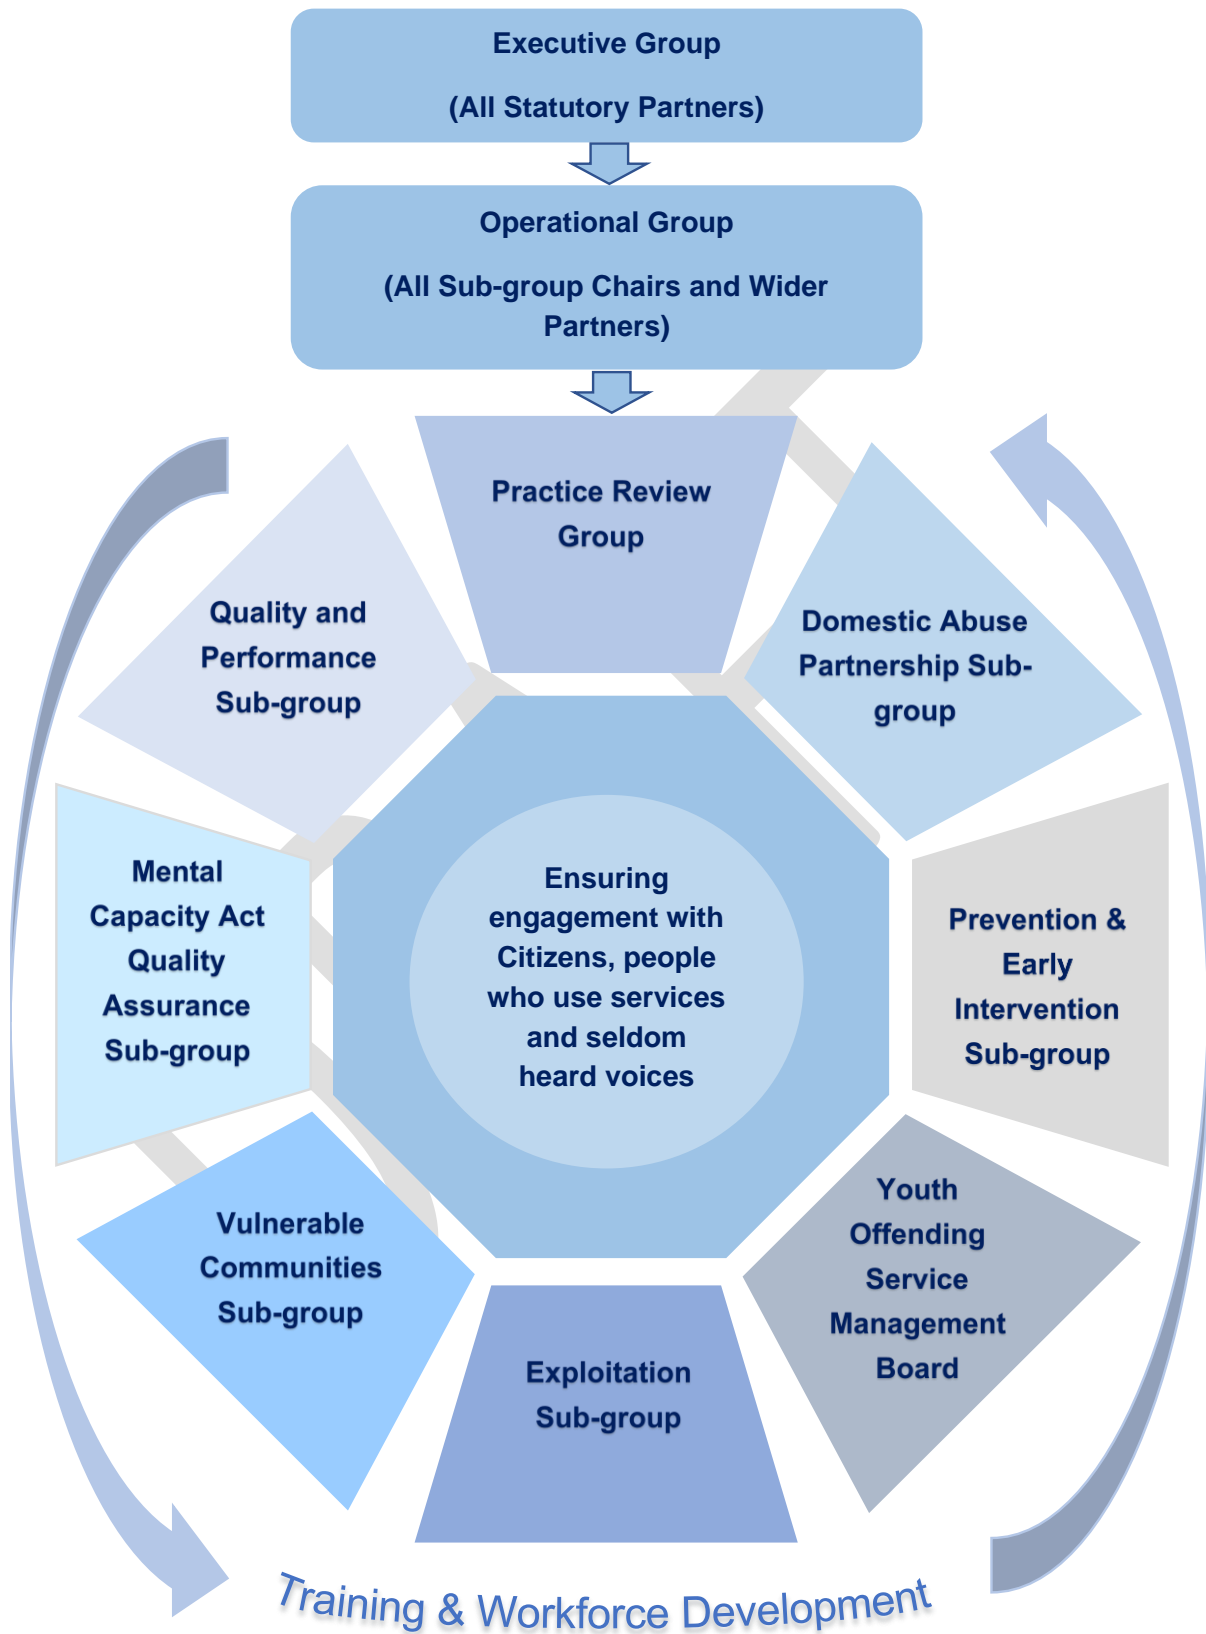 Executive Group
(All Statutory Partners)
Operational Group
(All Sub-group Chairs and Wider
Partners)
Practice Review
Group
Quality and
Performance
Sub-group
Domestic Abuse
Partnership Sub-
group
Mental
Capacity Act
Quality
Assurance
Sub-group
Ensuring
engagement with
Citizens, people
who use services
and seldom
heard voices
Prevention &
Early
Intervention
Sub-group
Vulnerable
Communities
Sub-group
Youth
Offending
Service
Management
Board
Exploitation
Sub-group
Training & Workforce Development